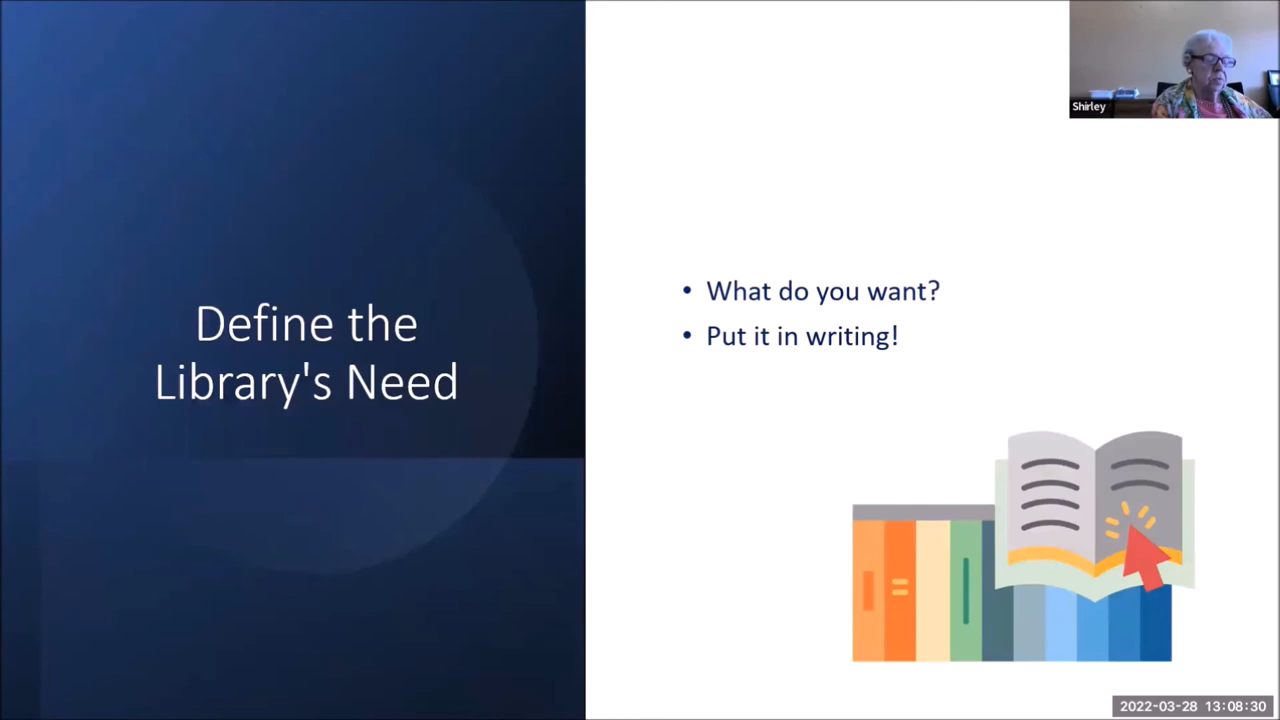 Define the
Library's Need
• What do you want?
• Put it in writing!
Shirley
2022-03-28 13:08:30